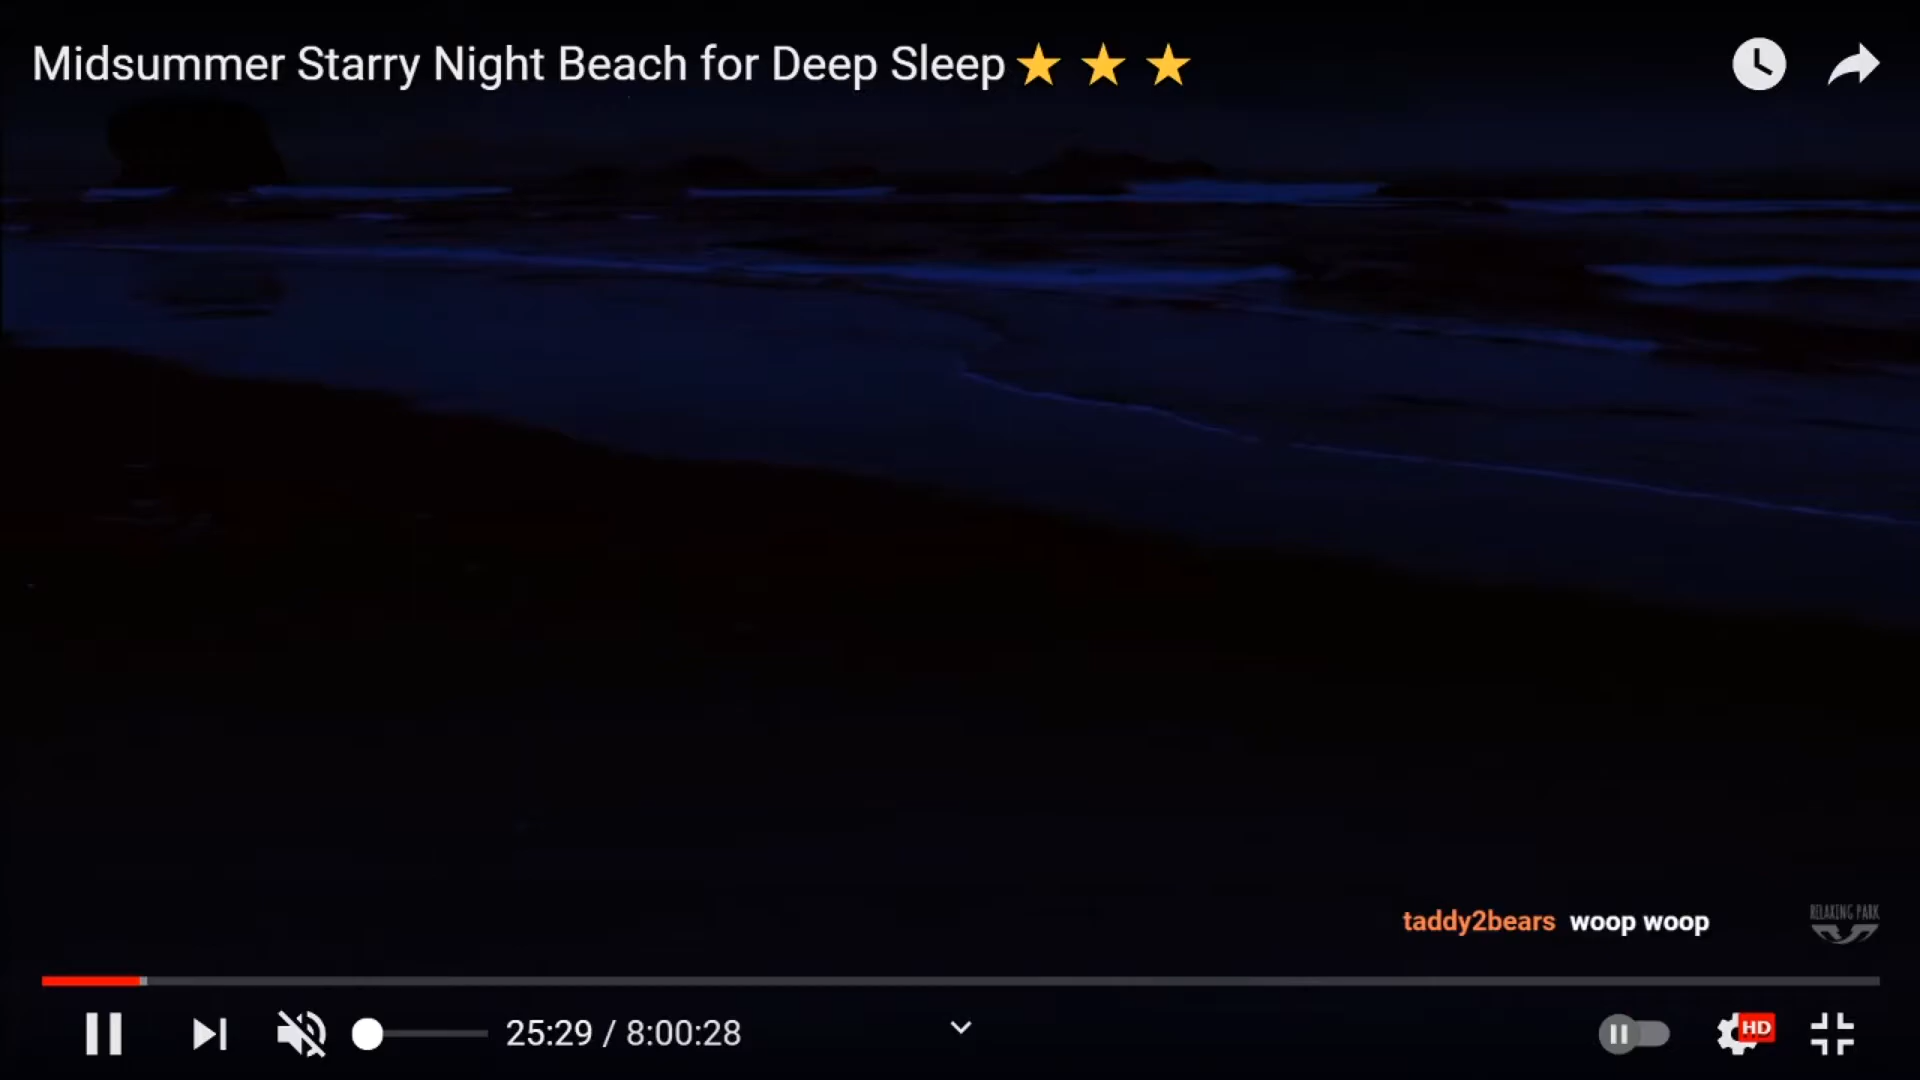 Midsummer Starry Night Beach for Deep Sleep⭐ ⭐ ⭐
taddy2bears woop woop
RELAXING PARK
25:29 / 8:00:28
HD